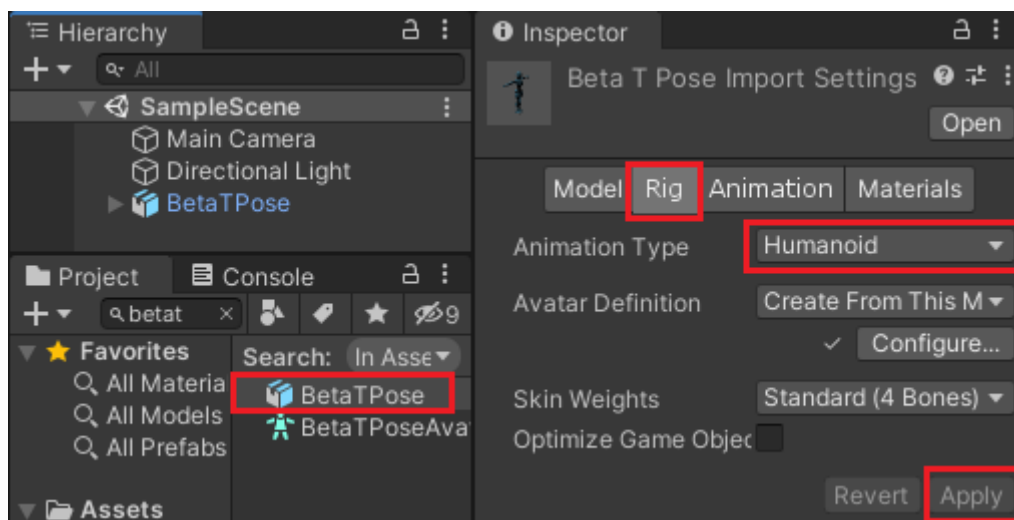 Hierarchy
All
SampleScene
Main Camera
Directional Light
BetaTPose
Project Console
betat × 9
Favorites
All Materia
All Models
All Prefabs
Assets
Search: In Asse
BetaTPose
BetaTPoseAva
Inspector
Beta T Pose Import Settings
Open
Model Rig Animation Materials
Animation Type Humanoid
Avatar Definition Create From This M
Configure...
Skin Weights Standard (4 Bones)
Optimize Game Objec
Revert Apply